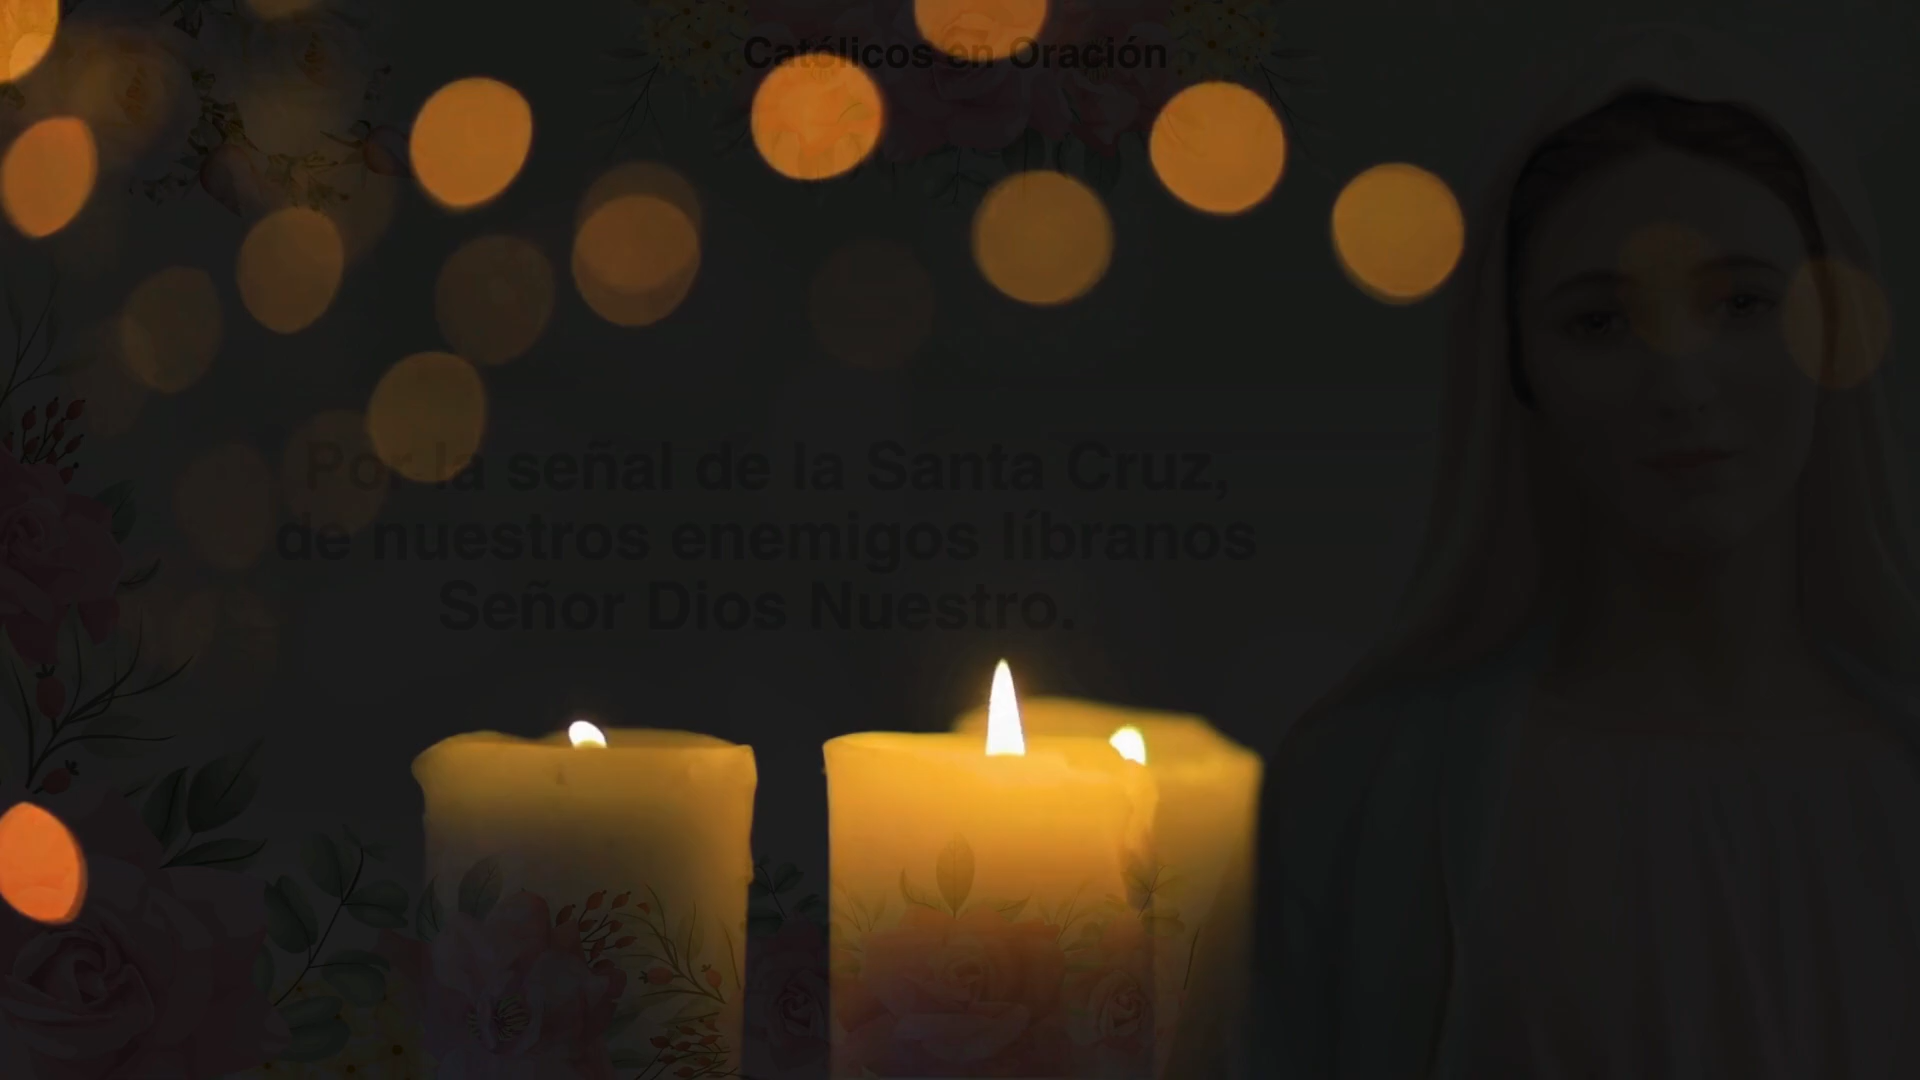 Católicos en Oración
Por la señal de la Santa Cruz,
de nuestros enemigos líbranos
Señor Dios Nuestro.